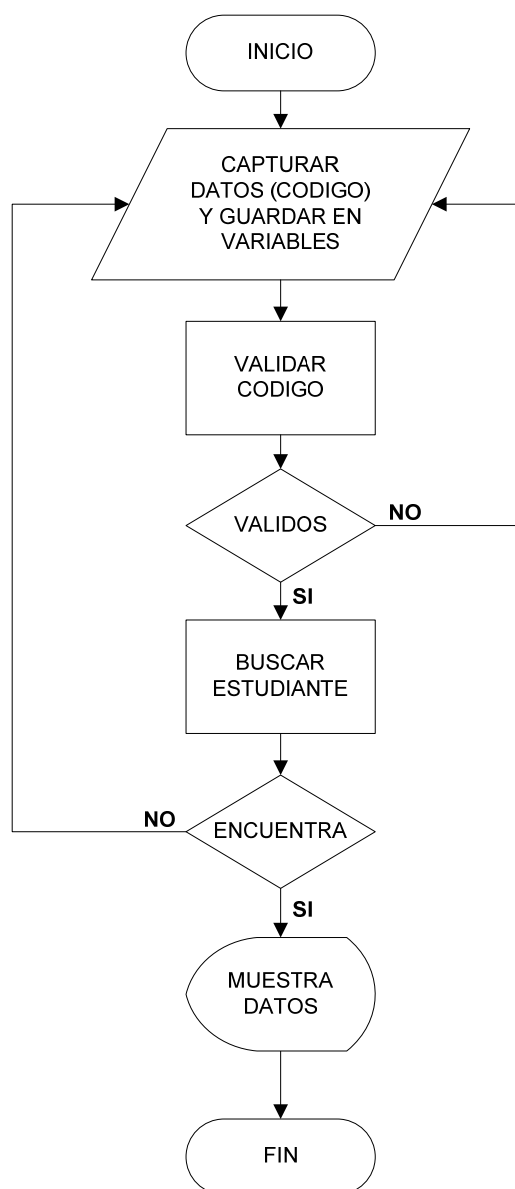 INICIO
CAPTURAR
DATOS (CODIGO)
Y GUARDAR EN
VARIABLES
VALIDAR
CODIGO
VALIDOS
NO
SI
BUSCAR
ESTUDIANTE
NO
ENCUENTRA
SI
MUESTRA
DATOS
FIN